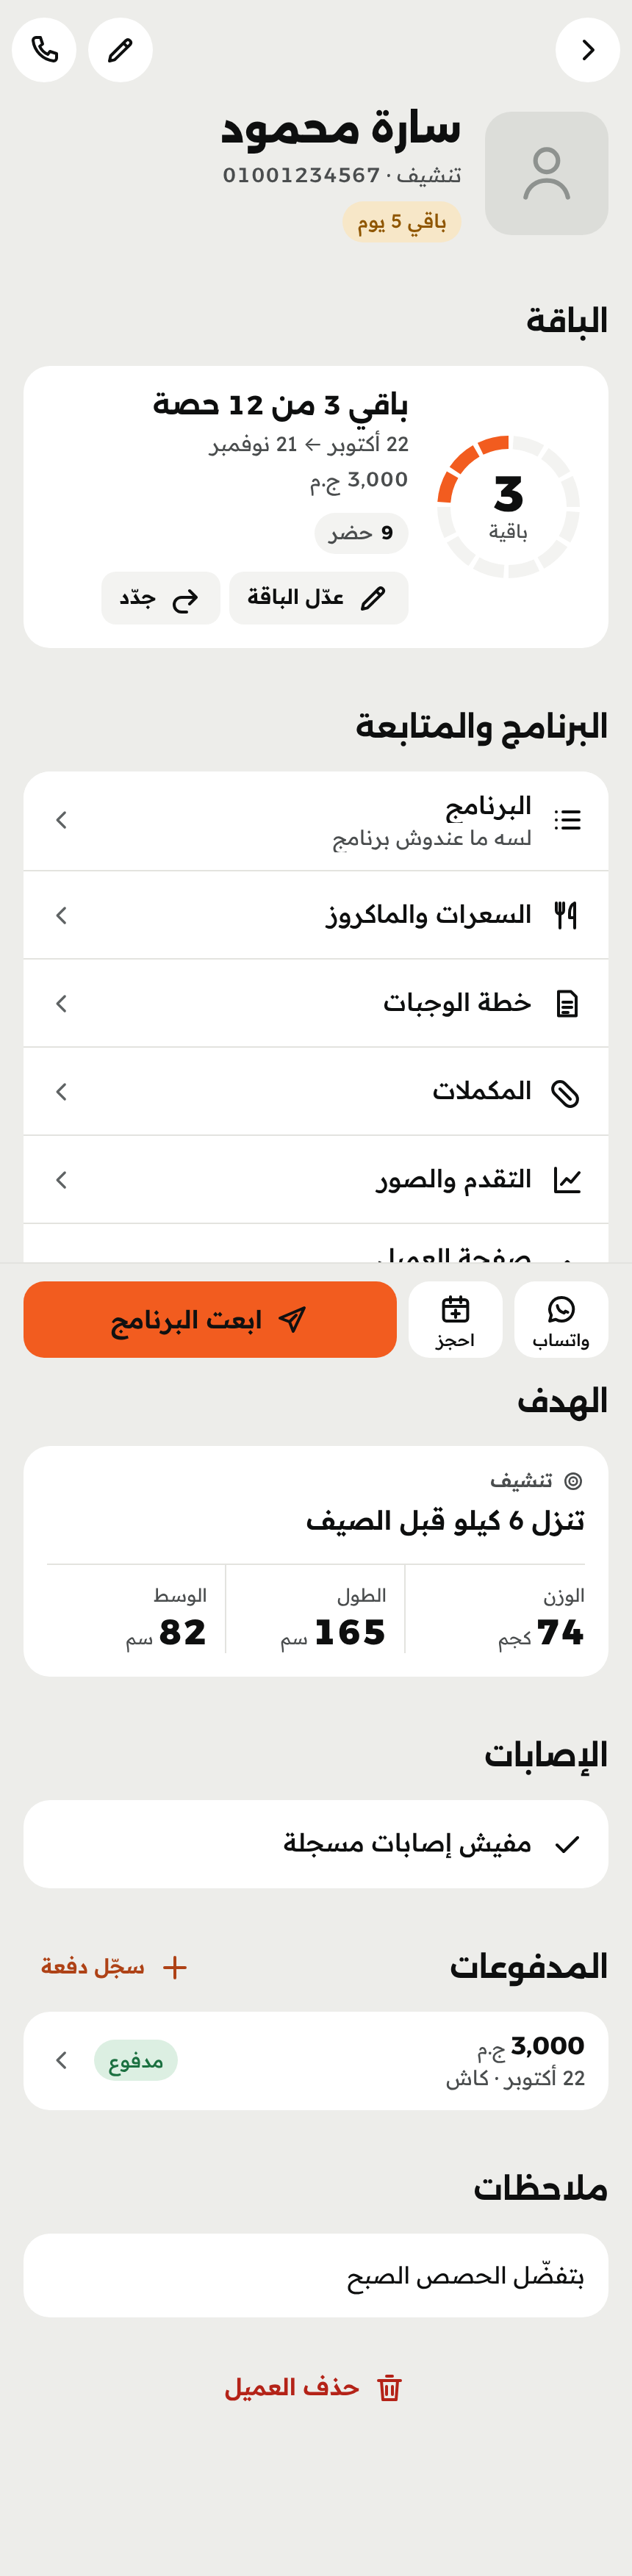 سارة محمود
تنشيف · 01001234567
باقي 5 يوم
الباقة
باقي 3 من 12 حصة
22 أكتوبر ← 21 نوفمبر
3,000 ج.م
9 حضر
3
باقية
عدّل الباقة
جدّد
البرنامج والمتابعة
البرنامج
لسه ما عندوش برنامج
السعرات والماكروز
خطة الوجبات
المكملات
التقدم والصور
صفحة العميل
واتساب
احجز
ابعت البرنامج
الهدف
تنشيف
تنزل 6 كيلو قبل الصيف
الوزن
74 كجم
الطول
165 سم
الوسط
82 سم
الإصابات
مفيش إصابات مسجلة
المدفوعات
سجّل دفعة
3,000 ج.م
22 أكتوبر · كاش
مدفوع
ملاحظات
بتفضّل الحصص الصبح
حذف العميل